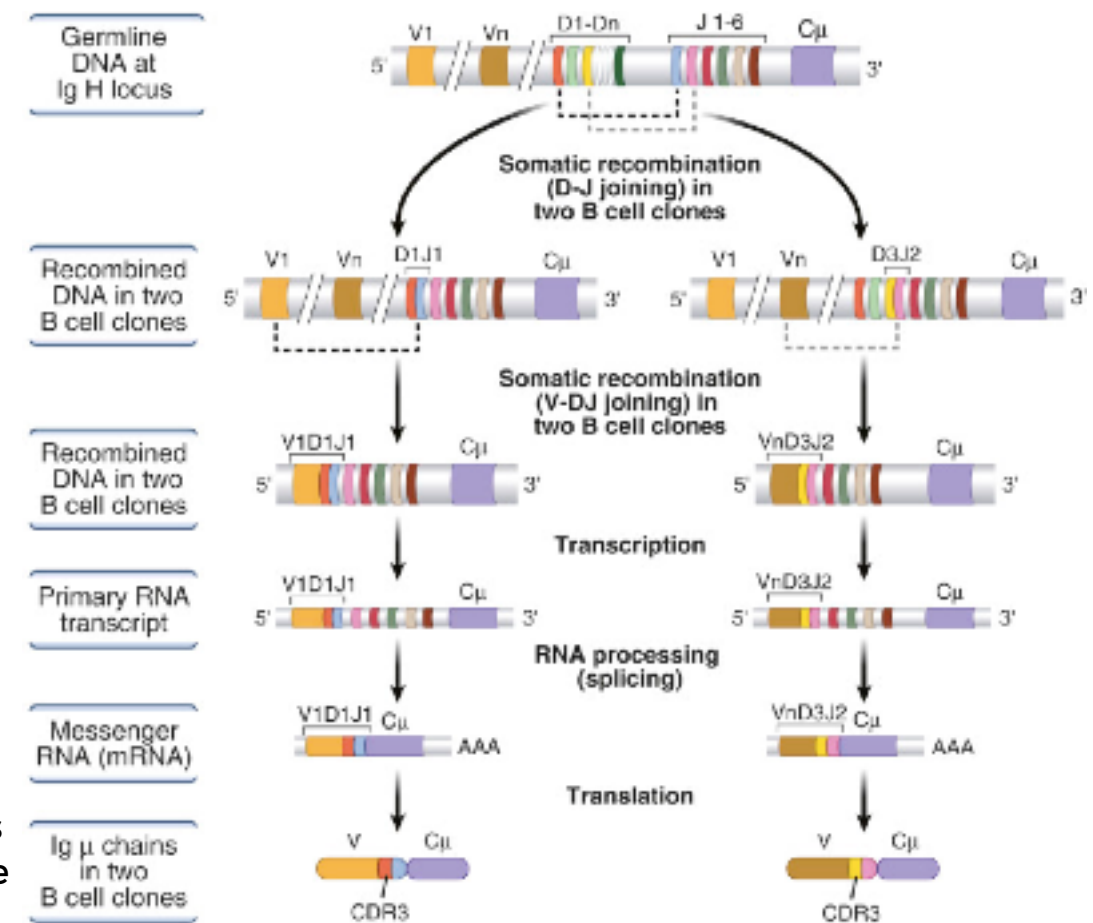 Germline
DNA at
Ig H locus
V1
Vn
D1-Dn
J 1-6
Cμ
5'
3'
Somatic recombination
(D-J joining) in
two B cell clones
Recombined
DNA in two
B cell clones
V1
Vn
D1J1
Cμ
5'
3'
V1
Vn
D3J2
Cμ
5'
3'
Somatic recombination
(V-DJ joining) in
two B cell clones
Recombined
DNA in two
B cell clones
V1D1J1
Cμ
5'
3'
VnD3J2
Cμ
5'
3'
Transcription
Primary RNA
transcript
V1D1J1
Cμ
5'
3'
VnD3J2
Cμ
5'
3'
RNA processing
(splicing)
Messenger
RNA (mRNA)
V1D1J1 Cμ
AAA
VnD3J2 Cμ
AAA
Translation
Ig μ chains
in two
B cell clones
V
Cμ
CDR3
V
Cμ
CDR3